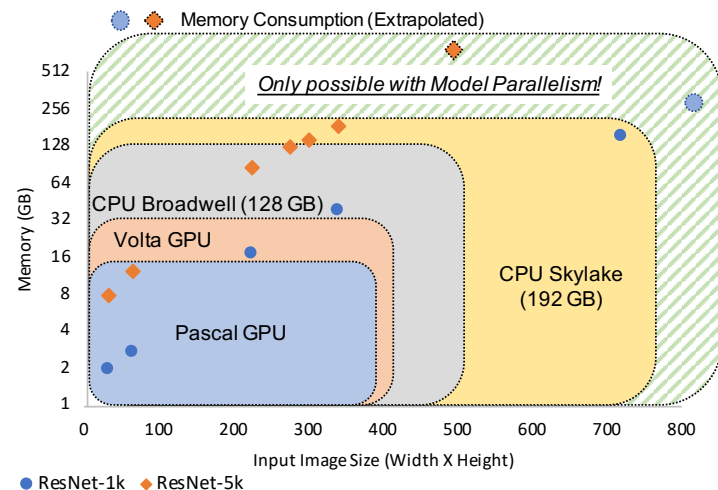 Memory Consumption (Extrapolated)
512
256
128
64
32
16
8
4
2
1
Memory (GB)
Only possible with Model Parallelism!
CPU Broadwell (128 GB)
Volta GPU
Pascal GPU
CPU Skylake
(192 GB)
0 100 200 300 400 500 600 700 800
Input Image Size (Width X Height)
ResNet-1k ResNet-5k